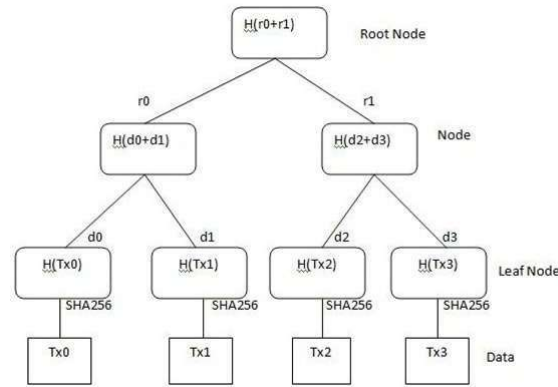 H(r0+r1)
Root Node
r0
r1
H(d0+d1)
H(d2+d3)
Node
d0
d1
d2
d3
H(Tx0)
H(Tx1)
H(Tx2)
H(Tx3)
Leaf Node
SHA256
SHA256
SHA256
SHA256
Tx0
Tx1
Tx2
Tx3
Data